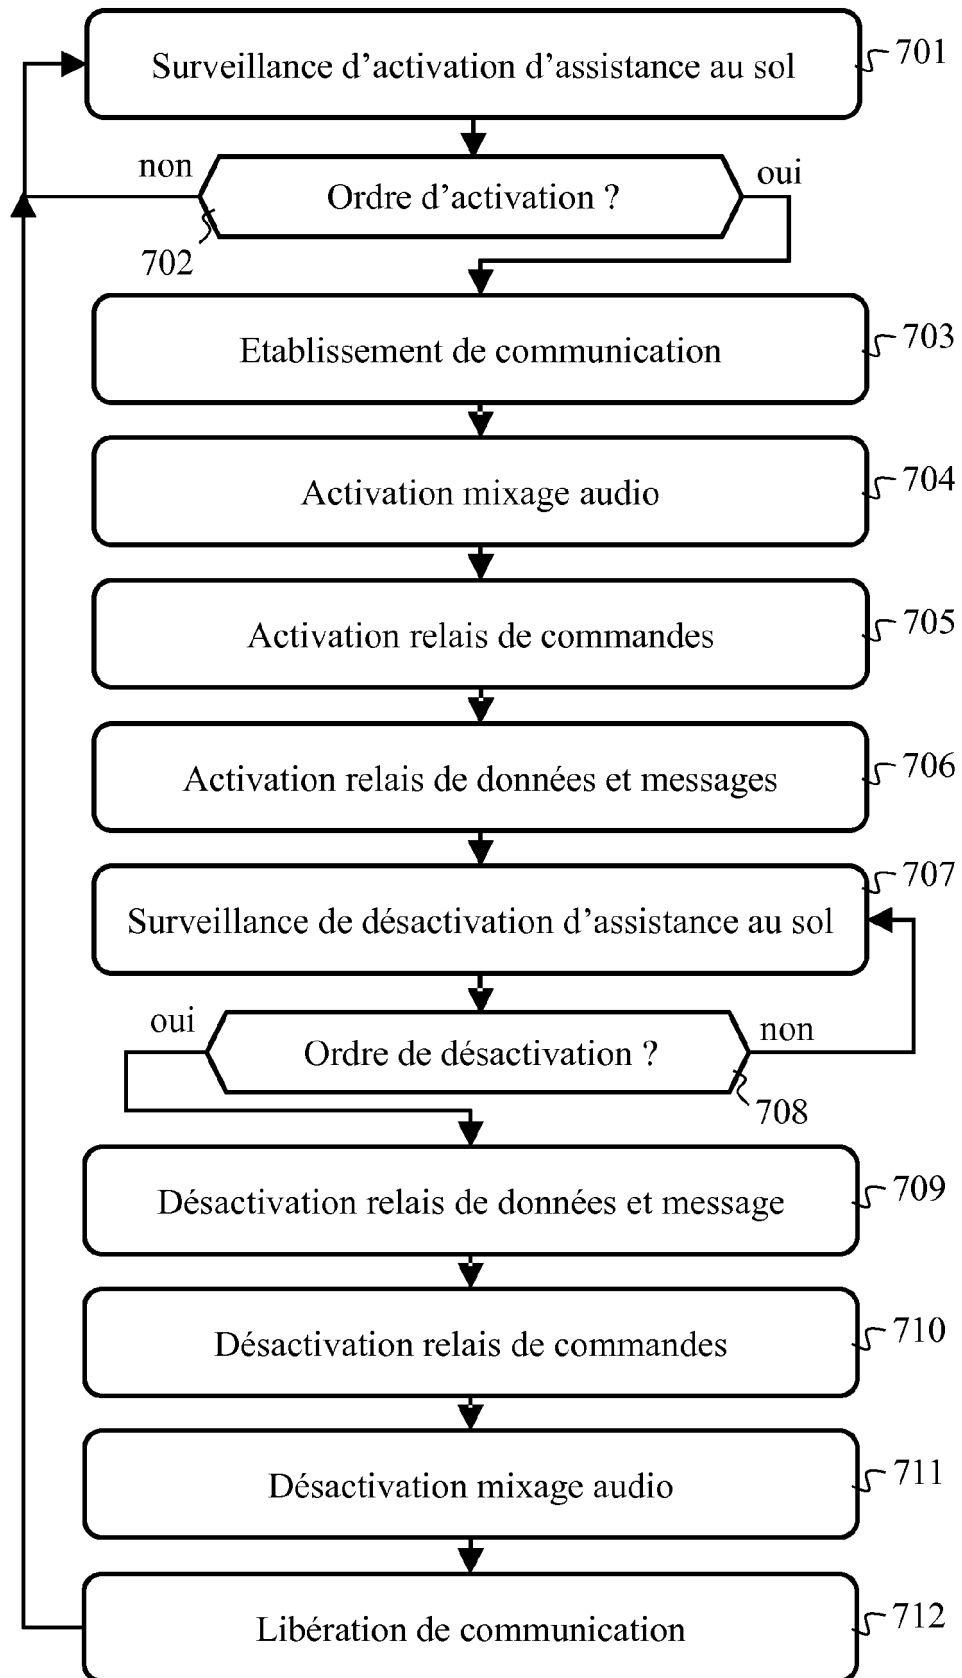 Surveillance d'activation d'assistance au sol
701
non
Ordre d'activation ?
oui
702
Etablissement de communication
703
Activation mixage audio
704
Activation relais de commandes
705
Activation relais de données et messages
706
707
Surveillance de désactivation d'assistance au sol
oui
Ordre de désactivation ?
non
708
Désactivation relais de données et message
709
Désactivation relais de commandes
710
Désactivation mixage audio
711
Libération de communication
712